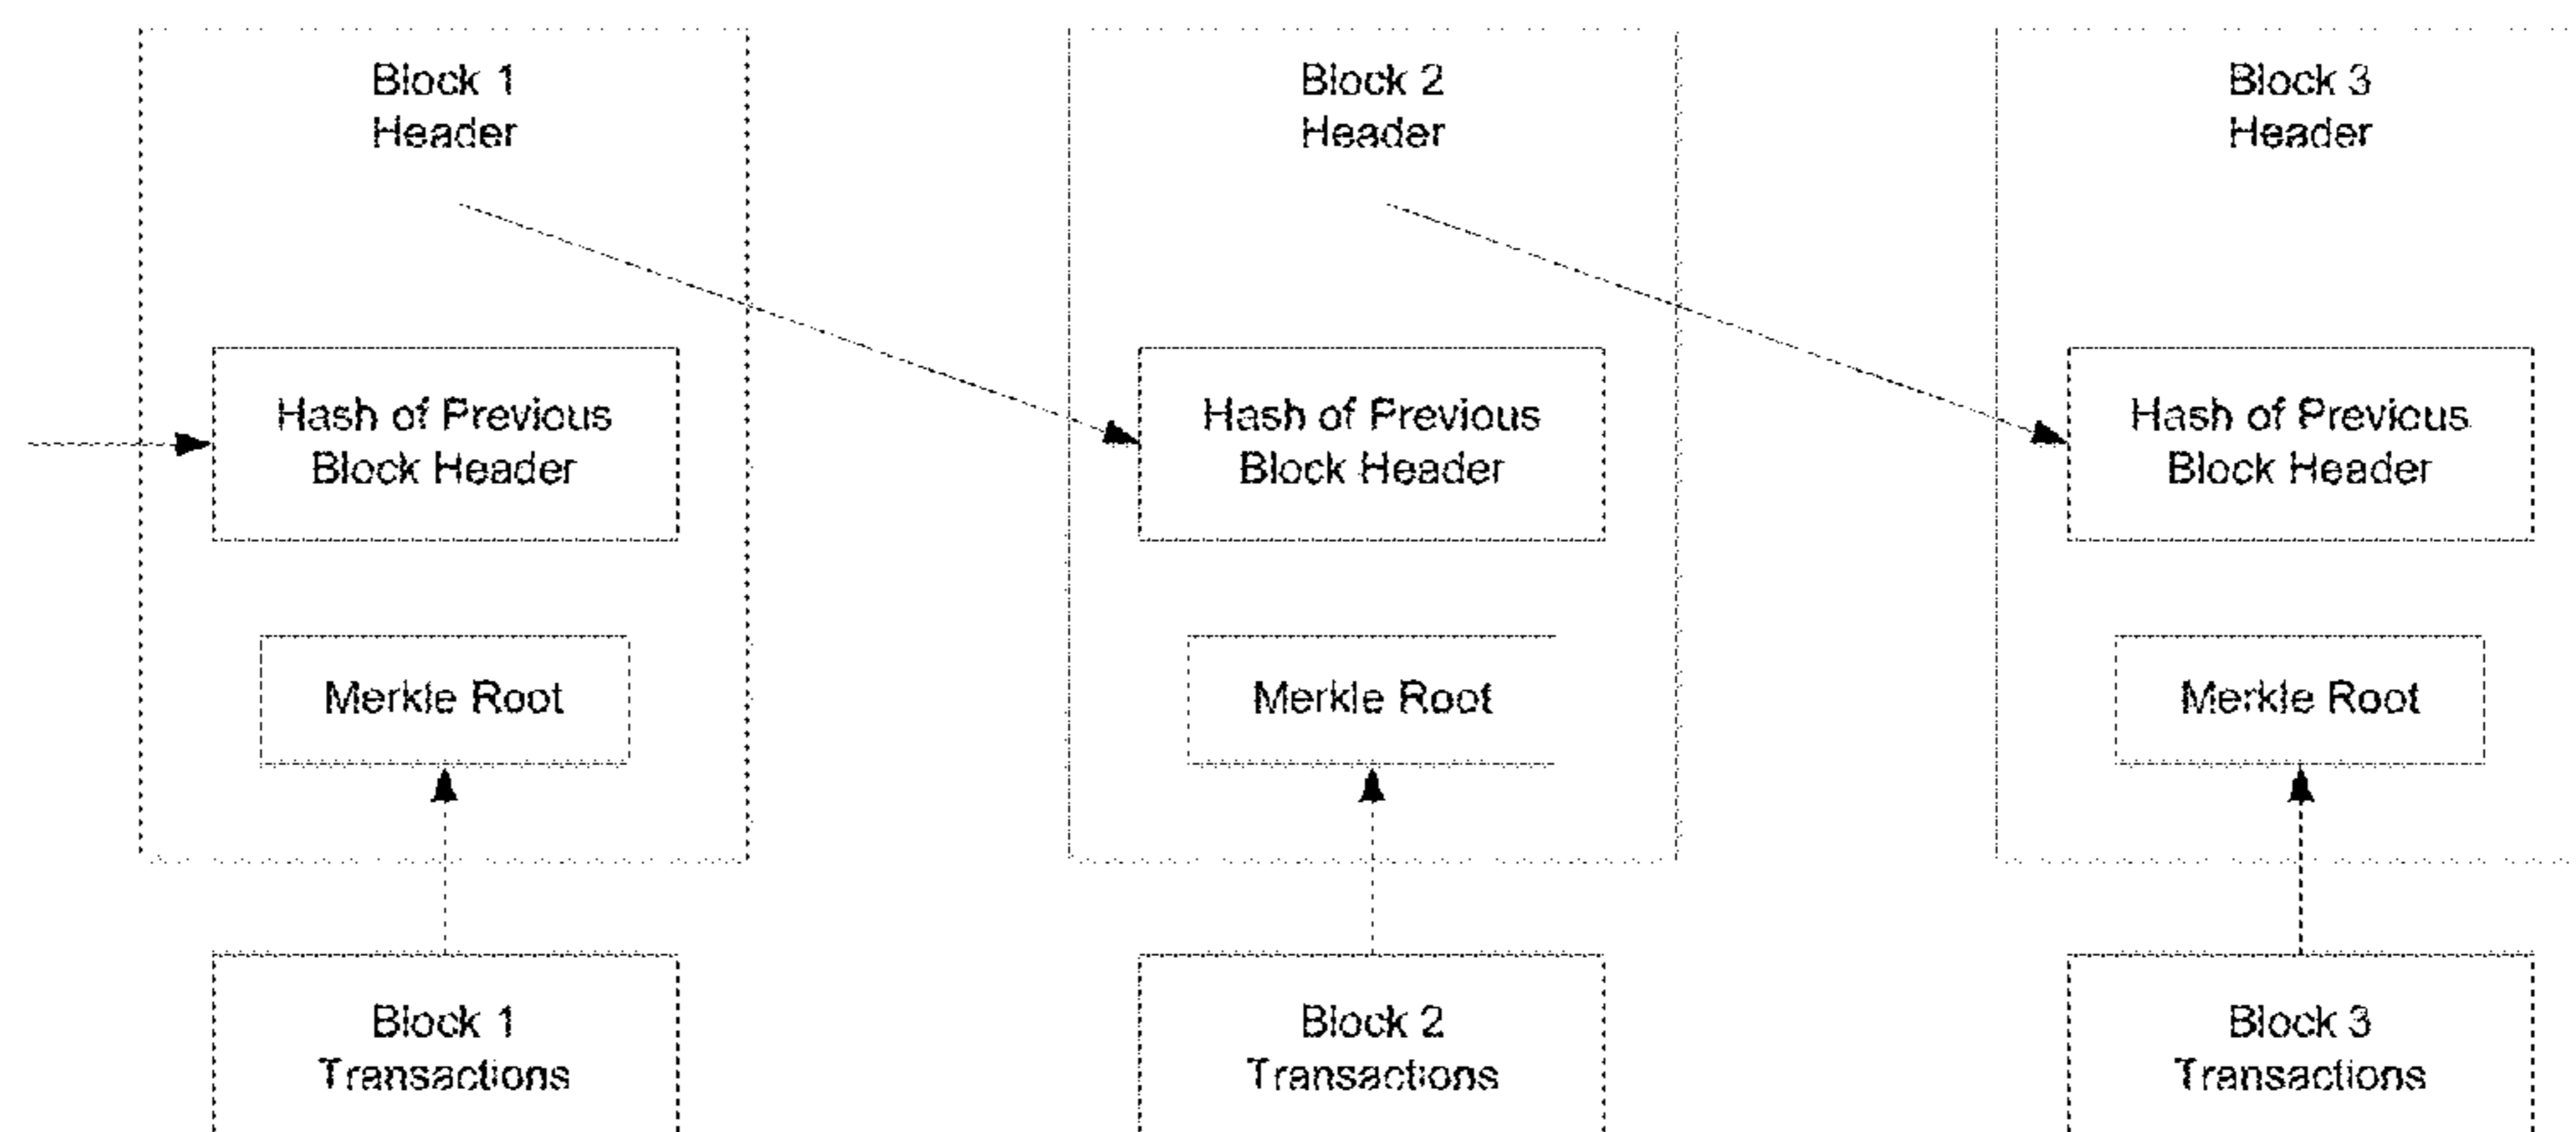 Block 1
Header
Block 2
Header
Block 3
Header
Hash of Previous
Block Header
Hash of Previous
Block Header
Hash of Previous
Block Header
Merkle Root
Merkle Root
Merkle Root
Block 1
Transactions
Block 2
Transactions
Block 3
Transactions